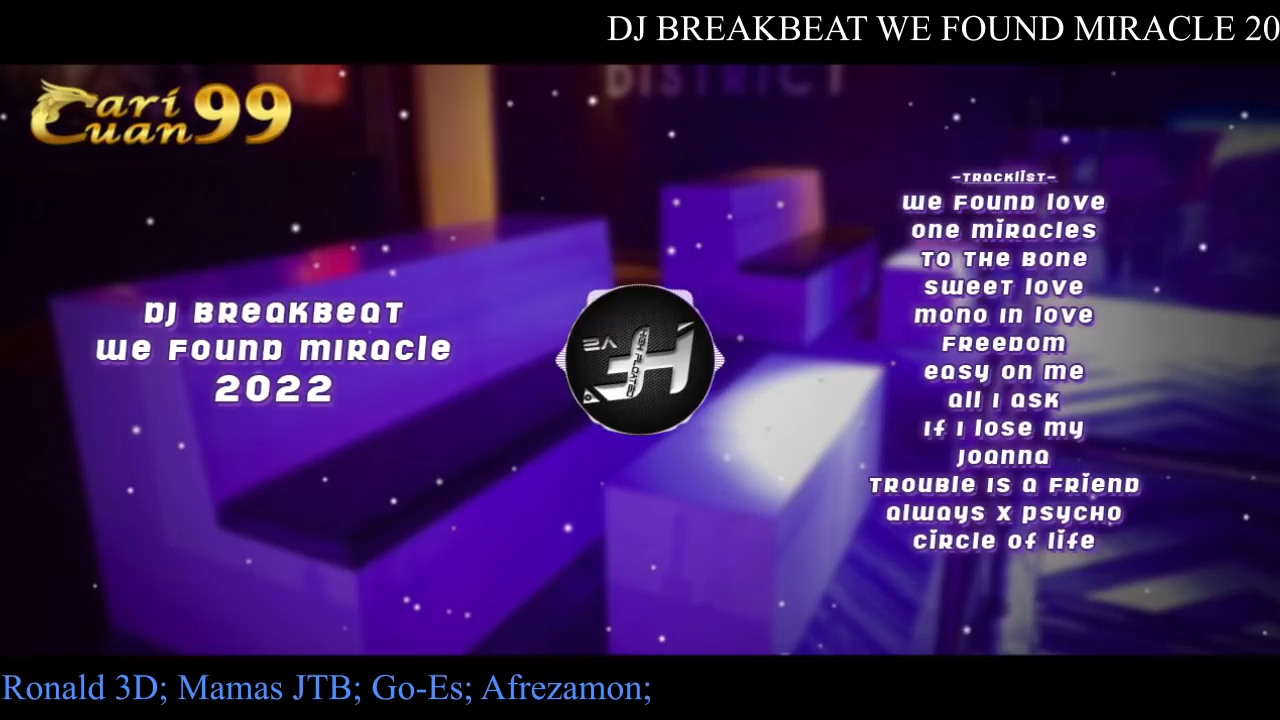 DJ BREAKBEAT WE FOUND MIRACLE 20
DISTRICT
Cari
Cuan 99
DJ BREAKBEAT
WE FOUND MIRACLE
2022
-TRACKLIST-
WE FOUND LOVE
ONE MIRACLES
TO THE BONE
SWEET LOVE
MONO IN LOVE
FREEDOM
EASY ON ME
ALL I ASK
IF I LOSE MY
JOANNA
TROUBLE IS A FRIEND
ALWAYS X PSYCHO
CIRCLE OF LIFE
Ronald 3D; Mamas JTB; Go-Es; Afrezamon;